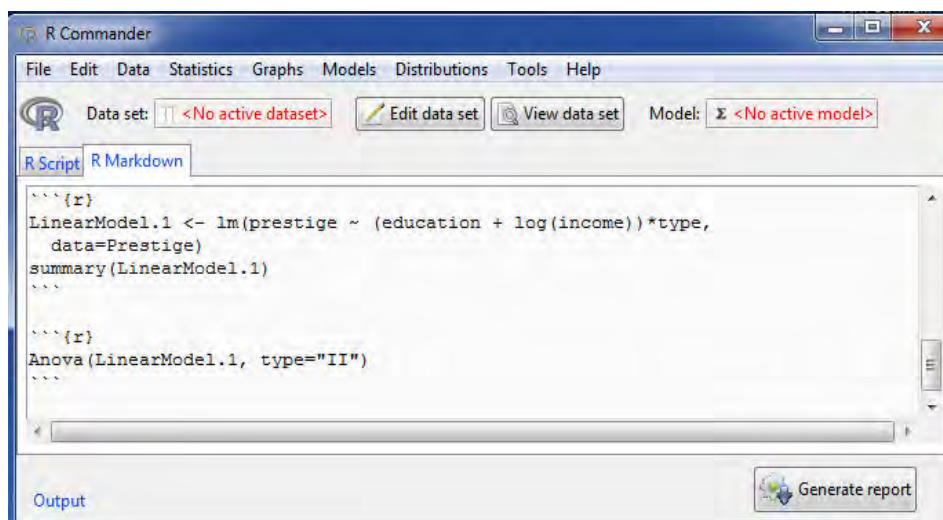 R Commander
File Edit Data Statistics Graphs Models Distributions Tools Help
R Data set: <No active dataset> Edit data set View data set Model: Σ <No active model>
R Script R Markdown
```{r}
LinearModel.1 <- lm(prestige ~ (education + log(income))*type,
  data=Prestige)
summary(LinearModel.1)
```
```{r}
Anova(LinearModel.1, type="II")
```
Output Generate report